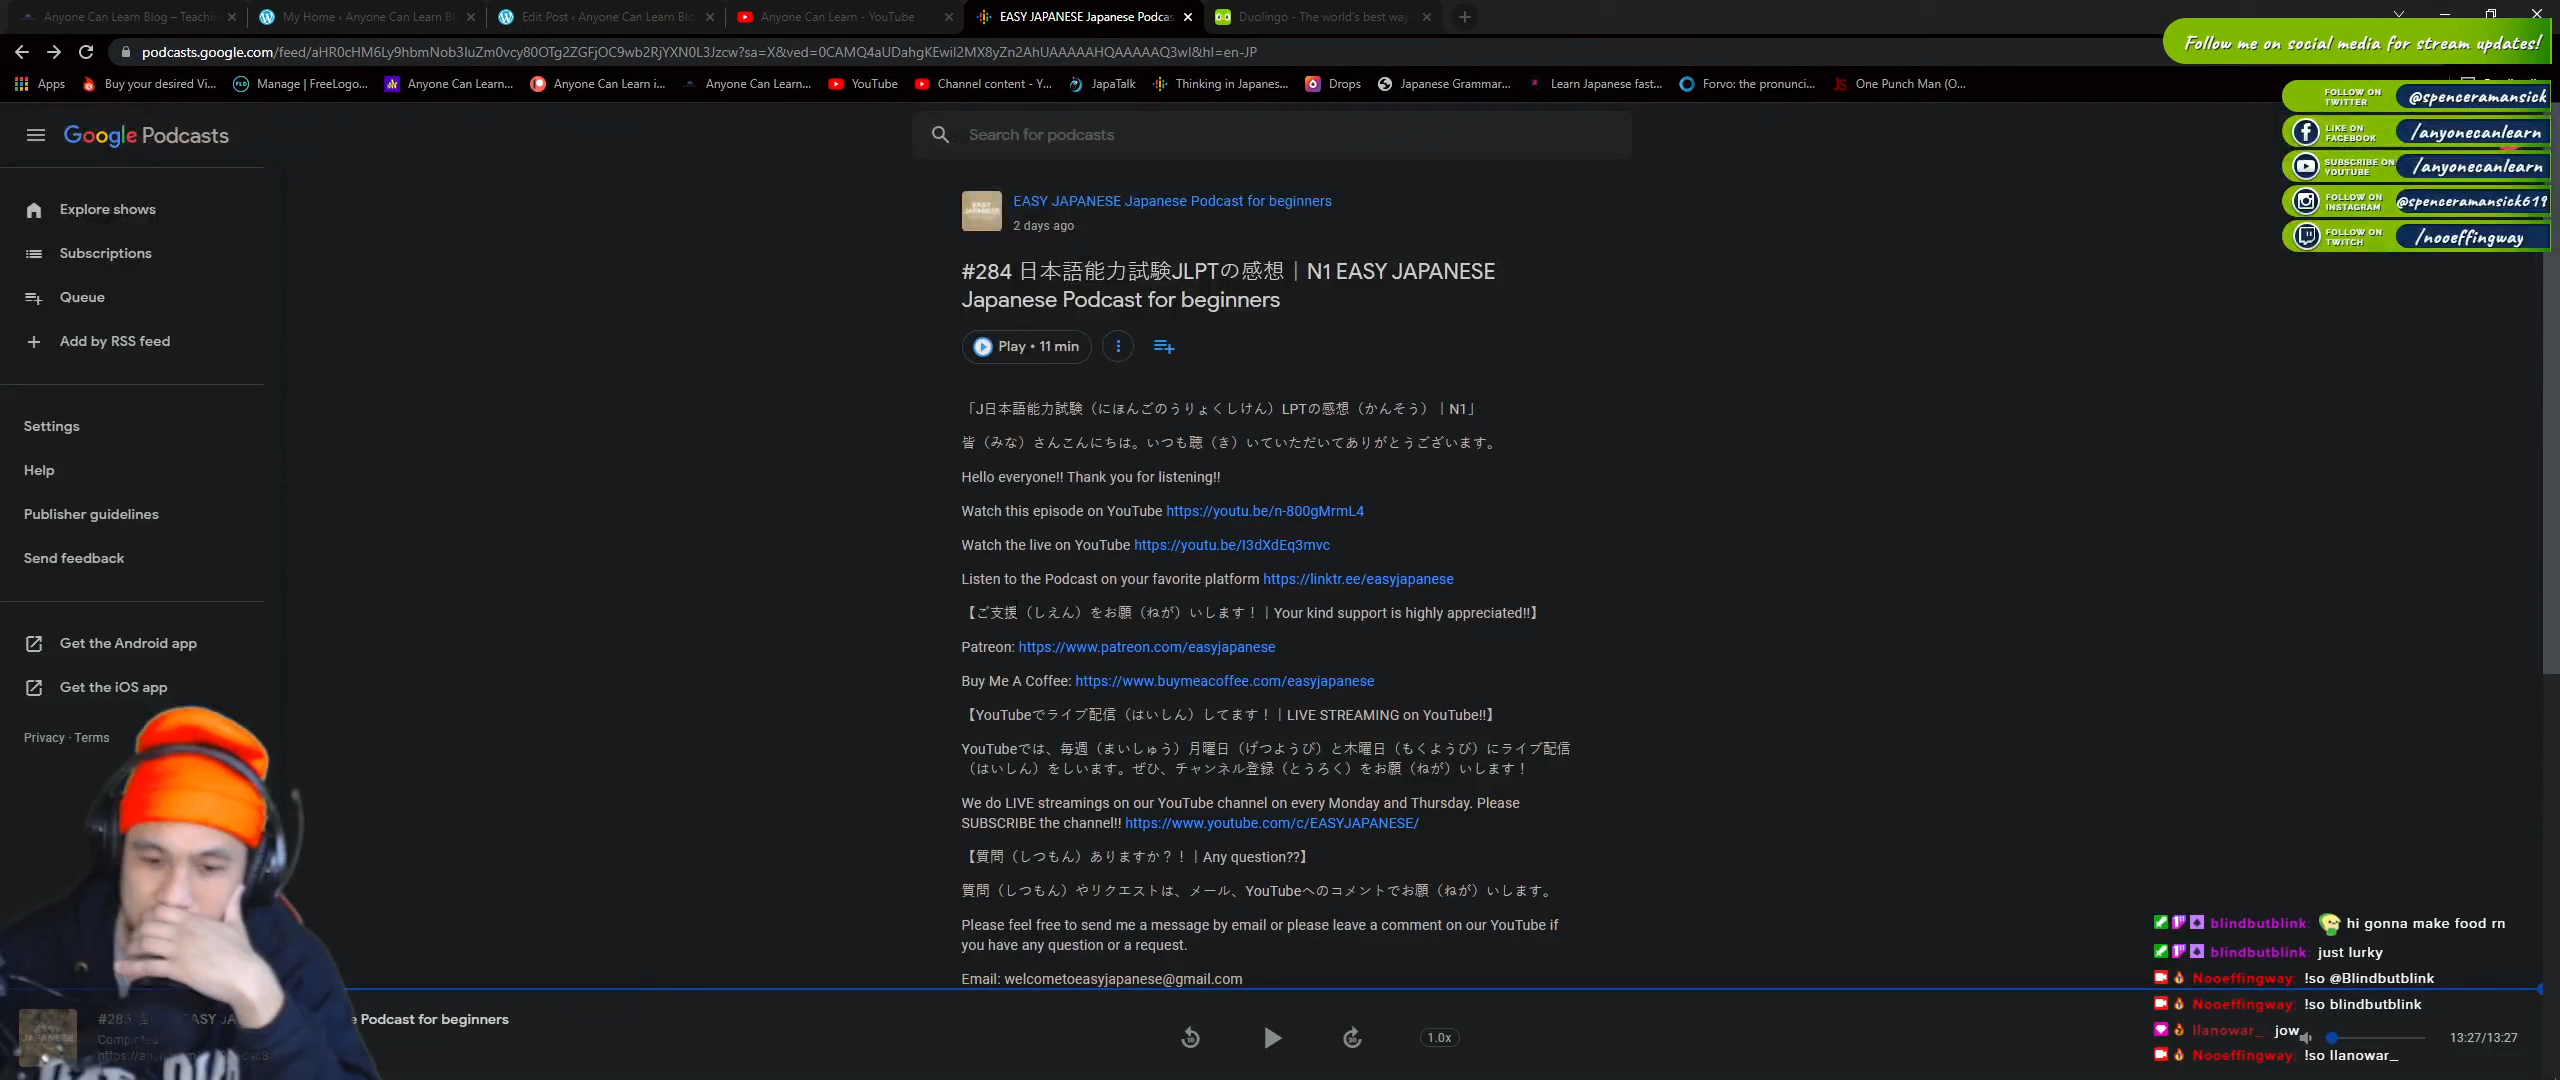 Anyone Can Learn Blog – Teachin
My Home ‹ Anyone Can Learn Bl
Edit Post ‹ Anyone Can Learn Blo
Anyone Can Learn - YouTube
EASY JAPANESE Japanese Podcas
Duolingo - The world's best way
podcasts.google.com/feed/aHR0cHM6Ly9hbmNob3IuZm0vcy80OTg2ZGFjOC9wb2RjYXN0L3Jzcw?sa=X&ved=0CAMQ4aUDahgKEwiI2MX8yZn2AhUAAAAAHQAAAAAQ3wI&hl=en-JP
Follow me on social media for stream updates!
Apps
Buy your desired Vi...
Manage | FreeLogo...
Anyone Can Learn...
Anyone Can Learn i...
Anyone Can Learn...
YouTube
Channel content - Y...
JapaTalk
Thinking in Japanes...
Drops
Japanese Grammar...
Learn Japanese fast...
Forvo: the pronunci...
One Punch Man (O...
FOLLOW ON TWITTER @spenceramansick
LIKE ON FACEBOOK /anyonecanlearn
SUBSCRIBE ON YOUTUBE /anyonecanlearn
FOLLOW ON INSTAGRAM @spenceramansick619
FOLLOW ON TWITCH /nooeffingway
Google Podcasts
Search for podcasts
Explore shows
Subscriptions
Queue
Add by RSS feed
Settings
Help
Publisher guidelines
Send feedback
Get the Android app
Get the iOS app
Privacy · Terms
EASY JAPANESE Japanese Podcast for beginners
2 days ago
#284 日本語能力試験JLPTの感想｜N1 EASY JAPANESE
Japanese Podcast for beginners
Play • 11 min
「J日本語能力試験（にほんごのうりょくしけん）LPTの感想（かんそう）｜N1」
皆（みな）さんこんにちは。いつも聴（き）いていただいてありがとうございます。
Hello everyone!! Thank you for listening!!
Watch this episode on YouTube https://youtu.be/n-800gMrmL4
Watch the live on YouTube https://youtu.be/I3dXdEq3mvc
Listen to the Podcast on your favorite platform https://linktr.ee/easyjapanese
【ご支援（しえん）をお願（ねが）いします！｜Your kind support is highly appreciated!!】
Patreon: https://www.patreon.com/easyjapanese
Buy Me A Coffee: https://www.buymeacoffee.com/easyjapanese
【YouTubeでライブ配信（はいしん）してます！｜LIVE STREAMING on YouTube!!】
YouTubeでは、毎週（まいしゅう）月曜日（げつようび）と木曜日（もくようび）にライブ配信
（はいしん）をしいます。ぜひ、チャンネル登録（とうろく）をお願（ねが）いします！
We do LIVE streamings on our YouTube channel on every Monday and Thursday. Please
SUBSCRIBE the channel!! https://www.youtube.com/c/EASYJAPANESE/
【質問（しつもん）ありますか？！｜Any question??】
質問（しつもん）やリクエストは、メール、YouTubeへのコメントでお願（ねが）いします。
Please feel free to send me a message by email or please leave a comment on our YouTube if
you have any question or a request.
Email: welcometoeasyjapanese@gmail.com
blindbutblink: hi gonna make food rn
blindbutblink: just lurky
Nooeffingway: !so @Blindbutblink
Nooeffingway: !so blindbutblink
llanowar_: jow
Nooeffingway: !so llanowar_
Podcast for beginners
1.0x
13:27/13:27